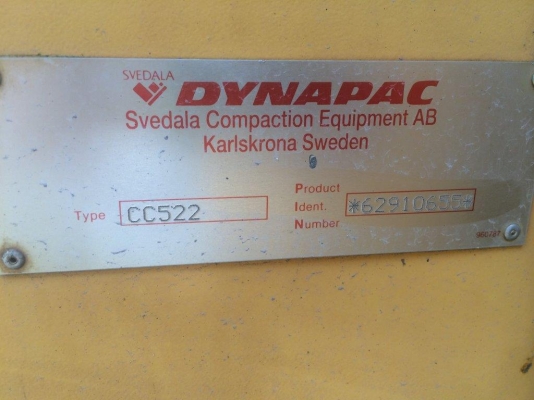 SVEDALA
DYNAPAC
Svedala Compaction Equipment AB
Karlskrona Sweden
Product
Type CC522 Ident. *62910655*
Number